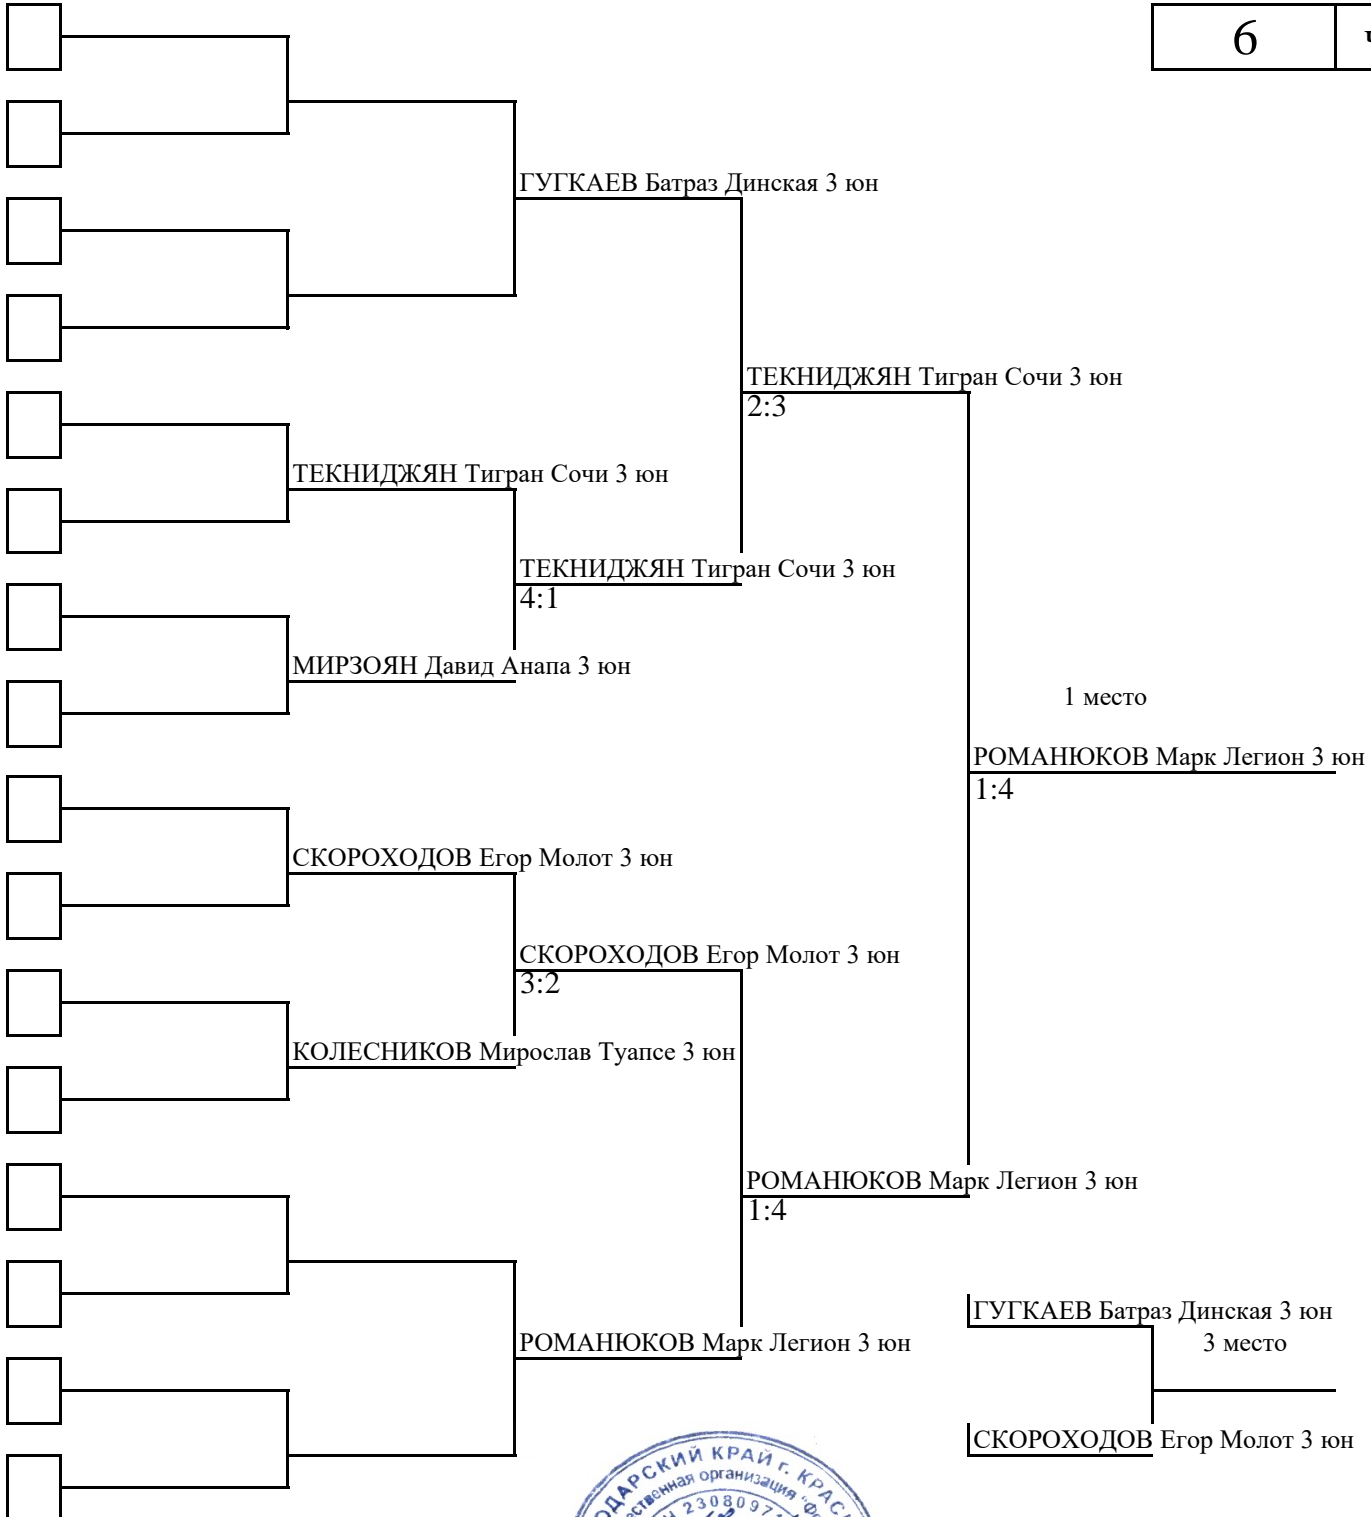 6
ГУГКАЕВ Батраз Динская 3 юн
ТЕКНИДЖЯН Тигран Сочи 3 юн
2:3
ТЕКНИДЖЯН Тигран Сочи 3 юн
ТЕКНИДЖЯН Тигран Сочи 3 юн
4:1
МИРЗОЯН Давид Анапа 3 юн
1 место
РОМАНЮКОВ Марк Легион 3 юн
1:4
СКОРОХОДОВ Егор Молот 3 юн
СКОРОХОДОВ Егор Молот 3 юн
3:2
КОЛЕСНИКОВ Мирослав Туапсе 3 юн
РОМАНЮКОВ Марк Легион 3 юн
1:4
ГУГКАЕВ Батраз Динская 3 юн
РОМАНЮКОВ Марк Легион 3 юн
3 место
СКОРОХОДОВ Егор Молот 3 юн
КРАЙ г.
организация